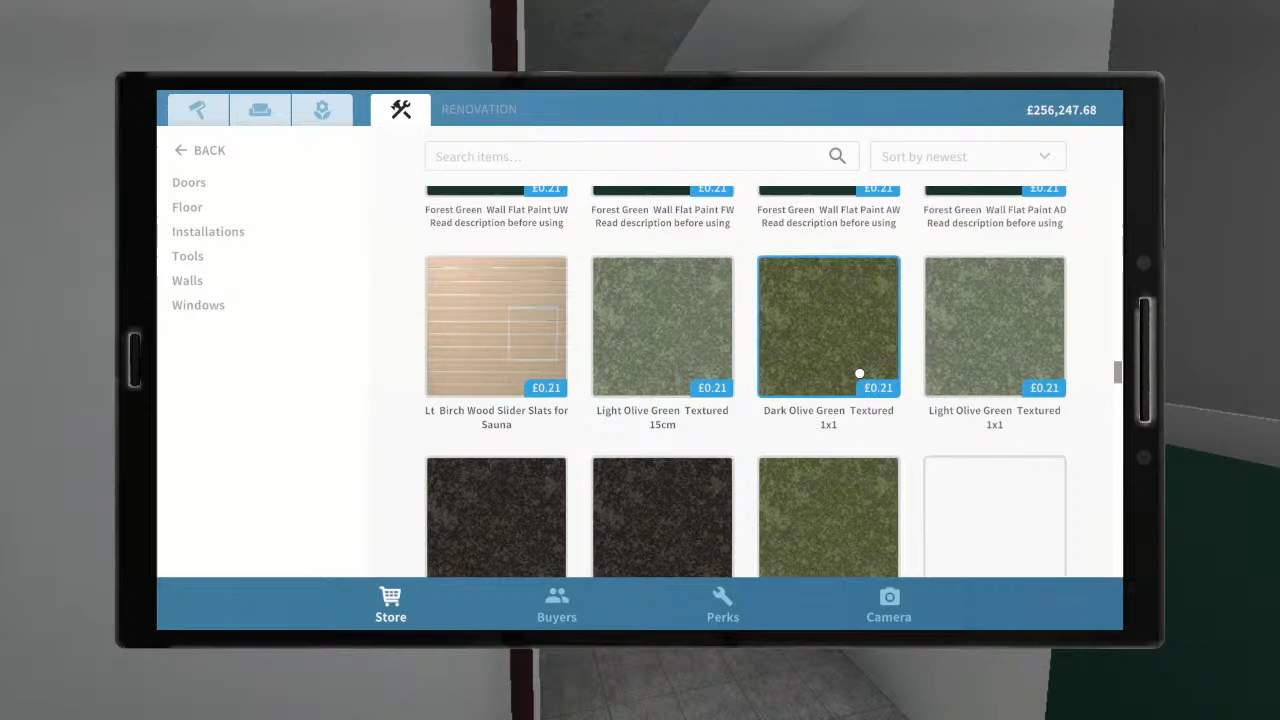 RENOVATION
£256,247.68
BACK
Search items...
Sort by newest
Doors
Floor
Installations
Tools
Walls
Windows
£0.21 £0.21 £0.21 £0.21
Forest Green Wall Flat Paint UW
Read description before using
Forest Green Wall Flat Paint FW
Read description before using
Forest Green Wall Flat Paint AW
Read description before using
Forest Green Wall Flat Paint AD
Read description before using
£0.21 £0.21 £0.21 £0.21
Lt Birch Wood Slider Slats for
Sauna
Light Olive Green Textured
15cm
Dark Olive Green Textured
1x1
Light Olive Green Textured
1x1
Store
Buyers
Perks
Camera